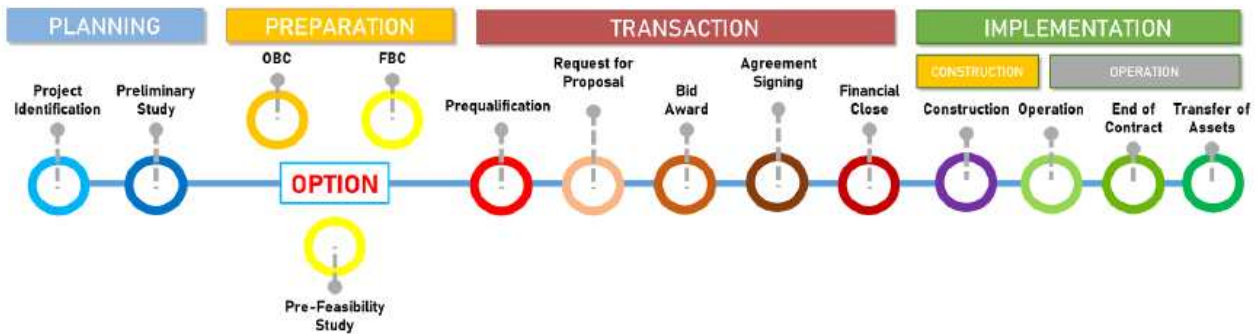 PLANNING
PREPARATION
TRANSACTION
IMPLEMENTATION
CONSTRUCTION
OPERATION
Project
Identification
Preliminary
Study
OBC
FBC
OPTION
Pre-Feasibility
Study
Prequalification
Request for
Proposal
Bid
Award
Agreement
Signing
Financial
Close
Construction
Operation
End of
Contract
Transfer of
Assets